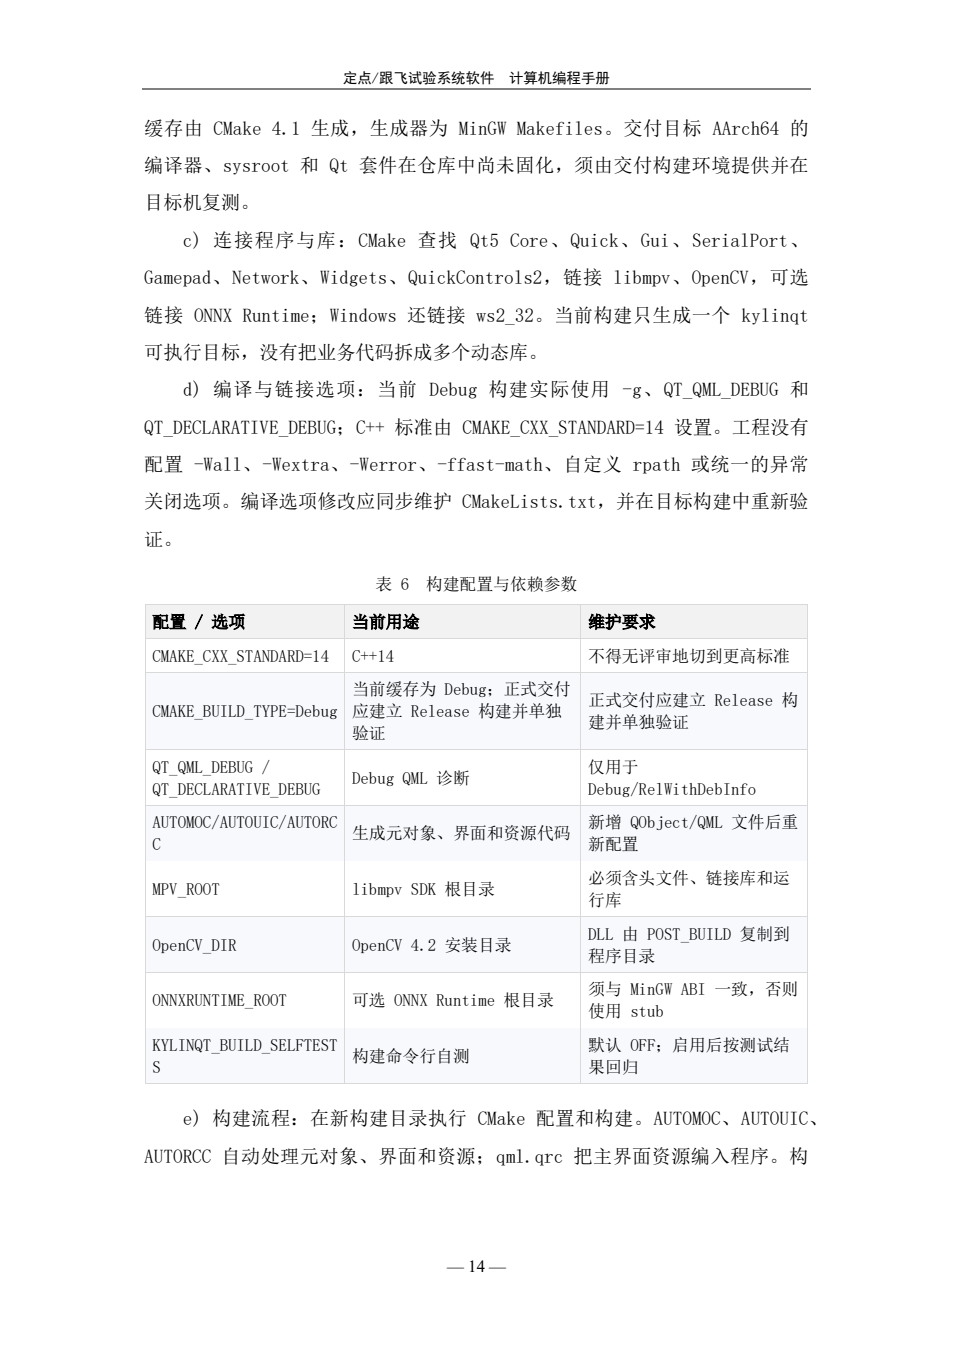 定点/跟飞试验系统软件　计算机编程手册
缓存由 CMake 4.1 生成，生成器为 MinGW Makefiles。交付目标 AArch64 的
编译器、sysroot 和 Qt 套件在仓库中尚未固化，须由交付构建环境提供并在
目标机复测。
c) 连接程序与库：CMake 查找 Qt5 Core、Quick、Gui、SerialPort、
Gamepad、Network、Widgets、QuickControls2，链接 libmpv、OpenCV，可选
链接 ONNX Runtime；Windows 还链接 ws2_32。当前构建只生成一个 kylinqt
可执行目标，没有把业务代码拆成多个动态库。
d) 编译与链接选项：当前 Debug 构建实际使用 -g、QT_QML_DEBUG 和
QT_DECLARATIVE_DEBUG；C++ 标准由 CMAKE_CXX_STANDARD=14 设置。工程没有
配置 -Wall、-Wextra、-Werror、-ffast-math、自定义 rpath 或统一的异常
关闭选项。编译选项修改应同步维护 CMakeLists.txt，并在目标构建中重新验
证。
表 6　构建配置与依赖参数
配置 / 选项　当前用途　维护要求
CMAKE_CXX_STANDARD=14　C++14　不得无评审地切到更高标准
CMAKE_BUILD_TYPE=Debug
当前缓存为 Debug；正式交付
应建立 Release 构建并单独
验证
正式交付应建立 Release 构
建并单独验证
QT_QML_DEBUG /
QT_DECLARATIVE_DEBUG
Debug QML 诊断
仅用于
Debug/RelWithDebInfo
AUTOMOC/AUTOUIC/AUTORC
C
生成元对象、界面和资源代码
新增 QObject/QML 文件后重
新配置
MPV_ROOT
libmpv SDK 根目录
必须含头文件、链接库和运
行库
OpenCV_DIR
OpenCV 4.2 安装目录
DLL 由 POST_BUILD 复制到
程序目录
ONNXRUNTIME_ROOT
可选 ONNX Runtime 根目录
须与 MinGW ABI 一致，否则
使用 stub
KYLINQT_BUILD_SELFTEST
S
构建命令行自测
默认 OFF；启用后按测试结
果回归
e) 构建流程：在新构建目录执行 CMake 配置和构建。AUTOMOC、AUTOUIC、
AUTORCC 自动处理元对象、界面和资源；qml.qrc 把主界面资源编入程序。构
— 14 —